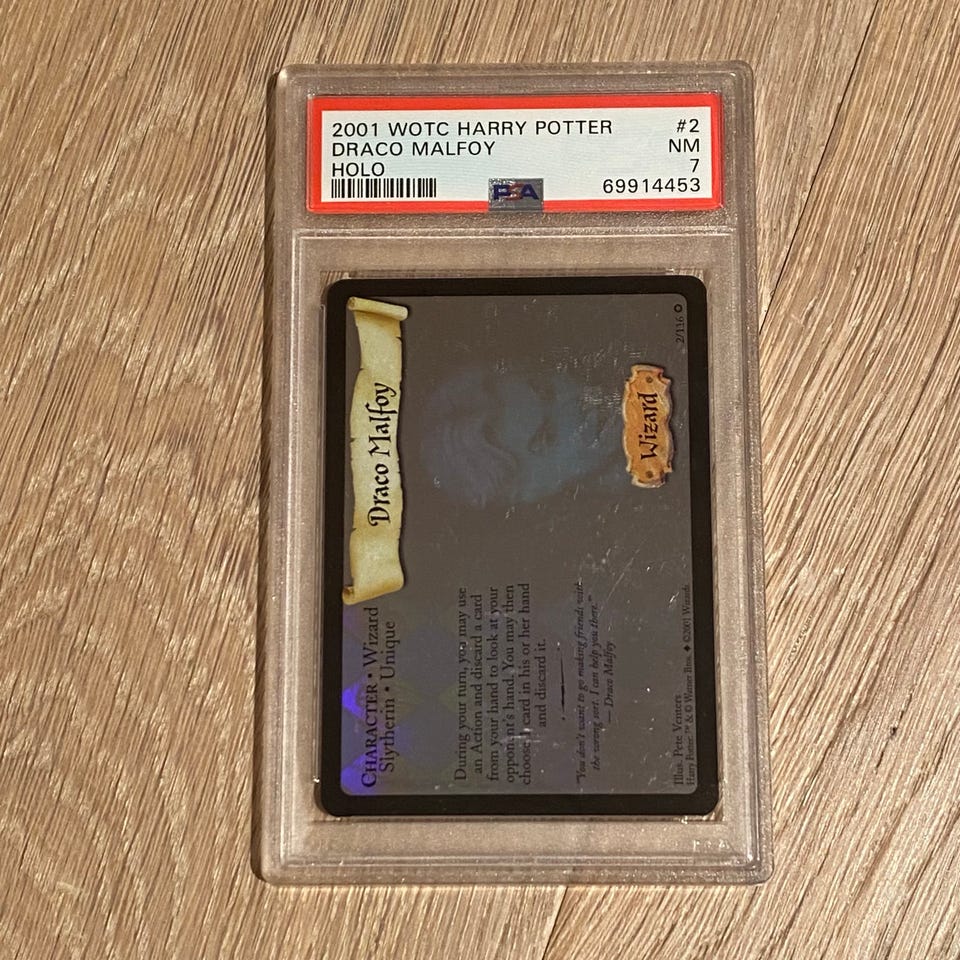 2001 WOTC HARRY POTTER #2
DRACO MALFOY NM
HOLO 7
PSA 69914453
Draco Malfoy
CHARACTER • Wizard
Slytherin • Unique
During your turn, you may use
an Action and discard a card
from your hand to look at your
opponent's hand. You may then
choose 1 card in his or her hand
and discard it.
"You don't want to go making friends with
the wrong sort. I can help you there."
— Draco Malfoy
Wizard
Illus. Pete Venters
Harry Potter ™ & © Warner Bros. ◆ ©2001 Wizards
2/116